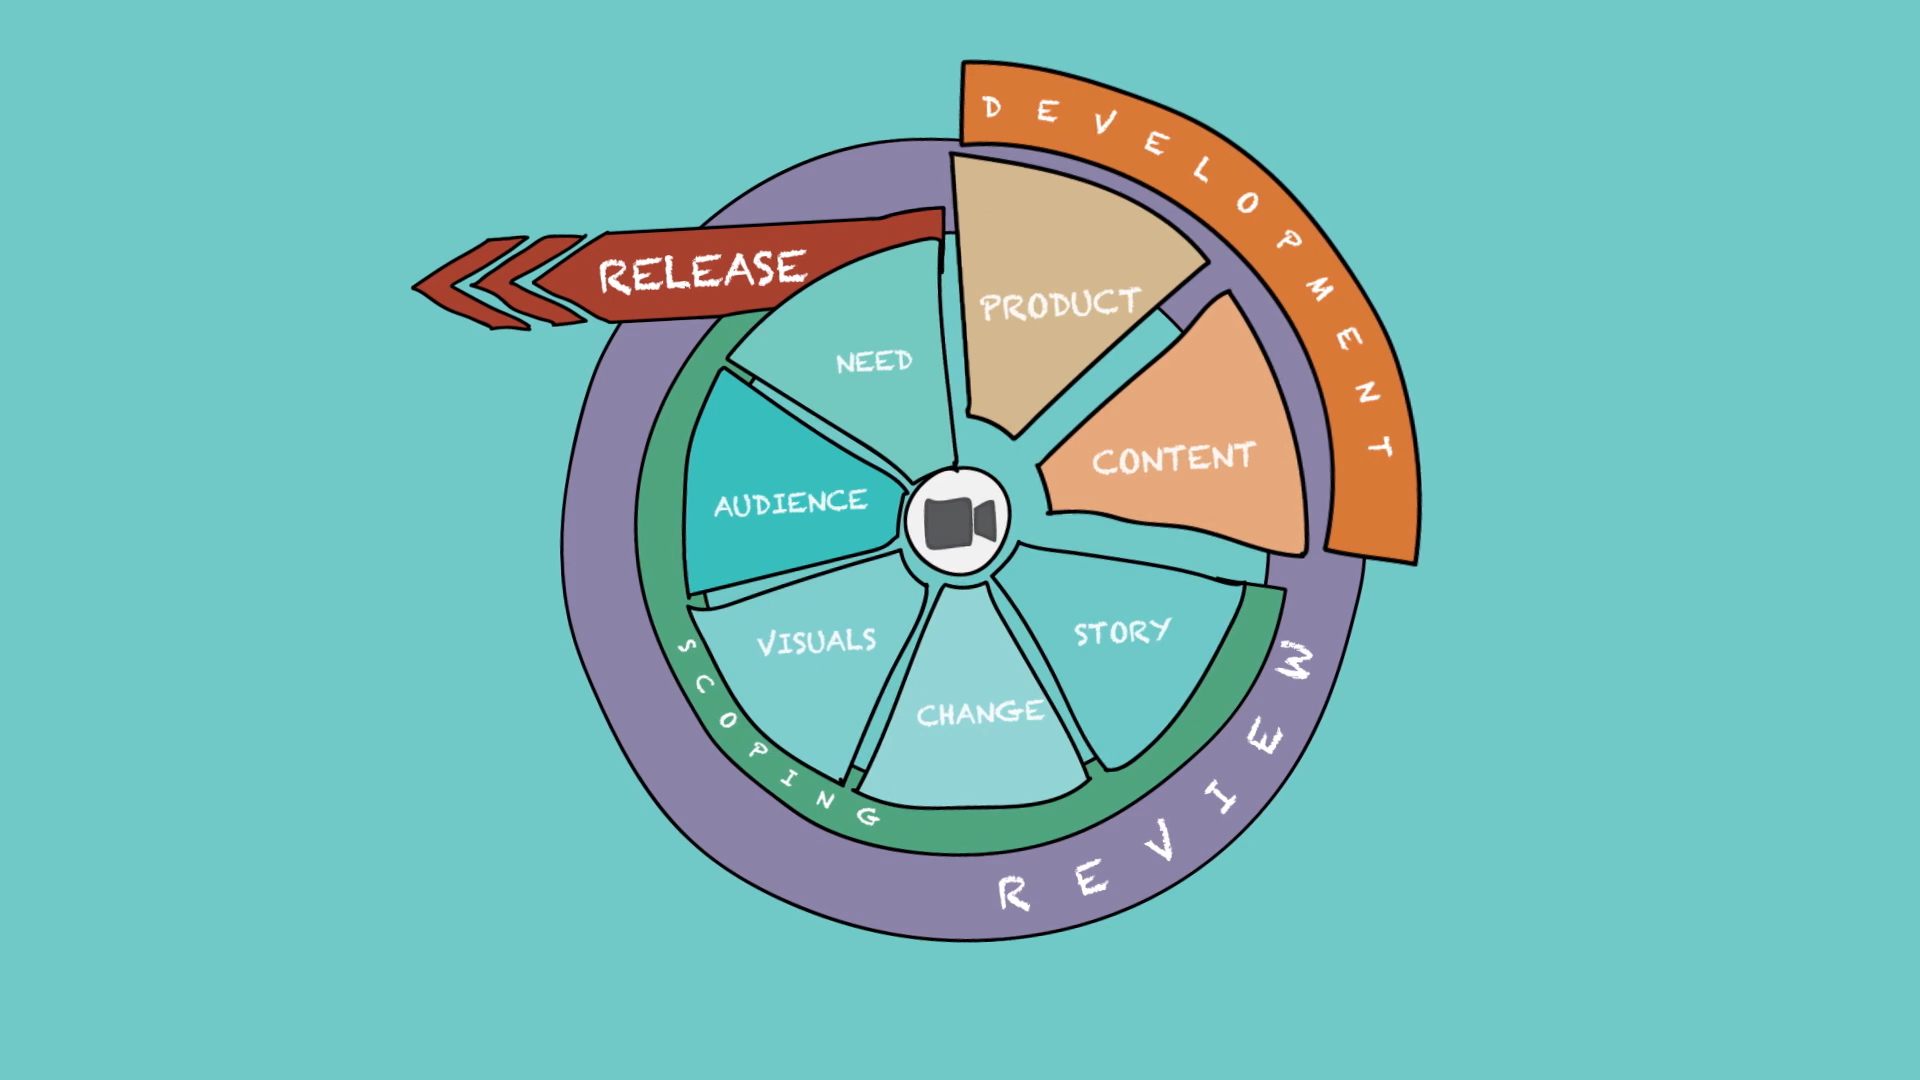 DEVELOPMENT
RELEASE
PRODUCT
NEED
CONTENT
AUDIENCE
STORY
VISUALS
CHANGE
SCOPING
REVIEW